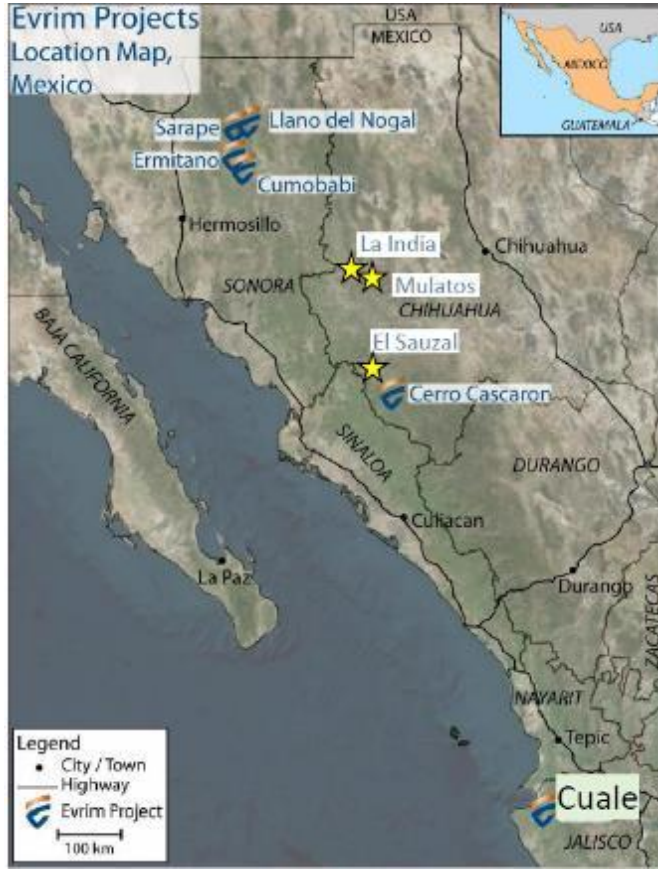 Evrim Projects
Location Map,
Mexico
USA
MEXICO
USA
MEXICO
GUATEMALA
Sarape
Llano del Nogal
Ermitano
Cumobabi
Hermosillo
La India
Chihuahua
SONORA
Mulatos
CHIHUAHUA
BAJA CALIFORNIA
El Sauzal
Cerro Cascaron
SINALOA
DURANGO
Culiacan
La Paz
Durango
ZACATECAS
NAYARIT
Tepic
Legend
City / Town
Highway
Evrim Project
100 km
Cuale
JALISCO